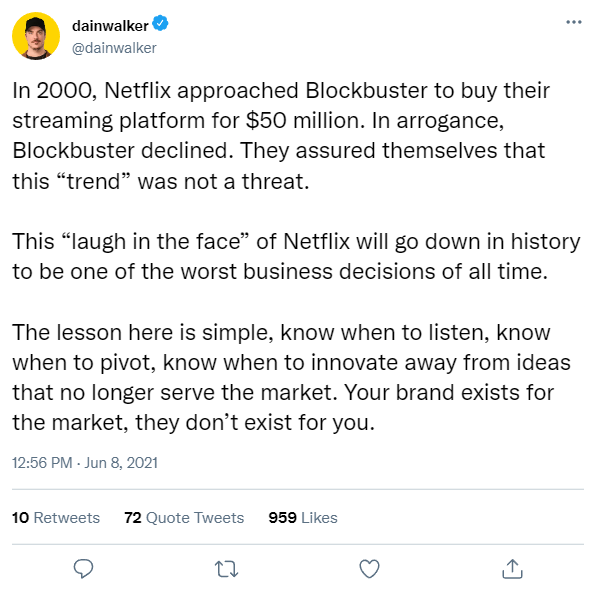 dainwalker
@dainwalker
In 2000, Netflix approached Blockbuster to buy their
streaming platform for $50 million. In arrogance,
Blockbuster declined. They assured themselves that
this “trend” was not a threat.
This “laugh in the face” of Netflix will go down in history
to be one of the worst business decisions of all time.
The lesson here is simple, know when to listen, know
when to pivot, know when to innovate away from ideas
that no longer serve the market. Your brand exists for
the market, they don’t exist for you.
12:56 PM · Jun 8, 2021
10 Retweets 72 Quote Tweets 959 Likes